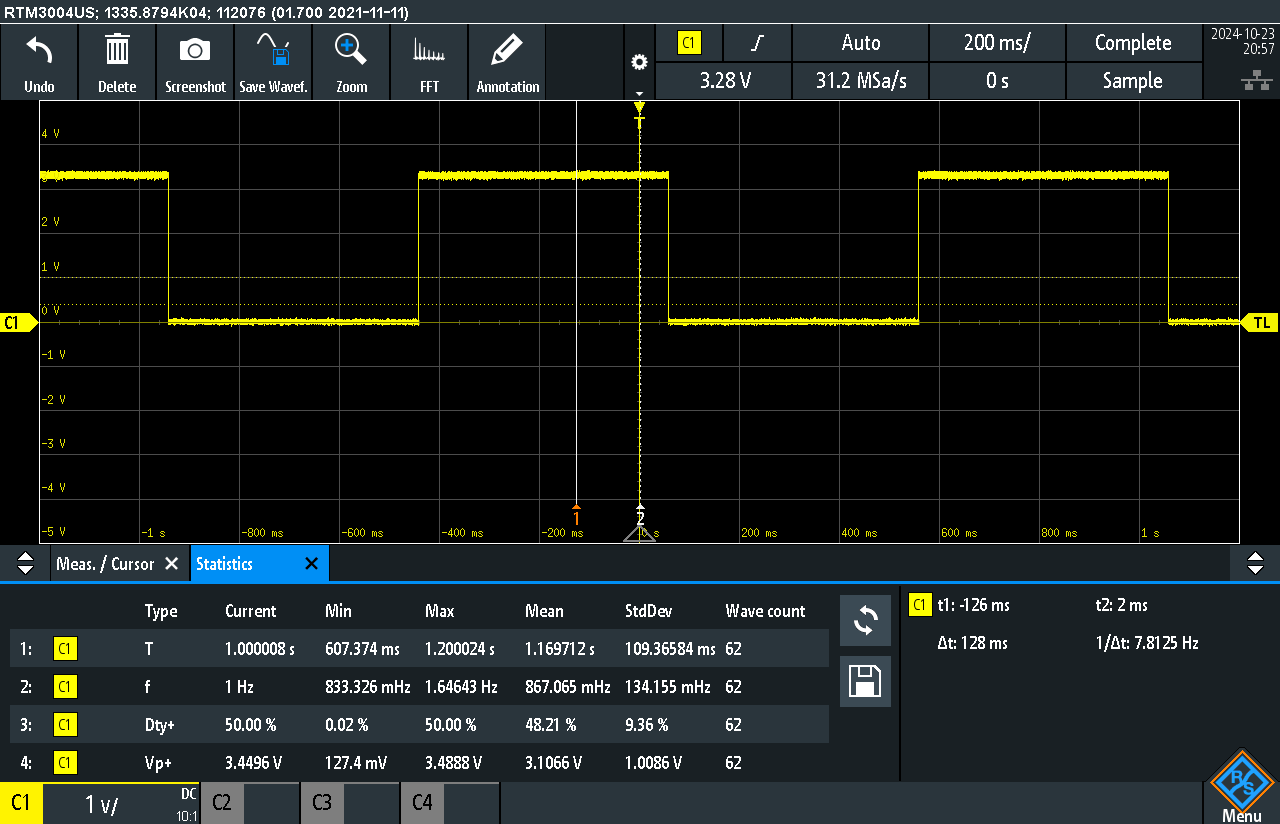 RTM3004US; 1335.8794K04; 112076 (01.700 2021-11-11)
Undo
Delete
Screenshot
Save Wavef.
Zoom
FFT
Annotation
C1
Auto
200 ms/
Complete
3.28 V
31.2 MSa/s
0 s
Sample
2024-10-23
20:57
T
4 V
2 V
1 V
0 V
-1 V
-2 V
-3 V
-4 V
-5 V
C1
TL
1
2
-1 s
-800 ms
-600 ms
-400 ms
-200 ms
0 s
200 ms
400 ms
600 ms
800 ms
1 s
Meas. / Cursor
Statistics
Type Current Min Max Mean StdDev Wave count
1: C1 T 1.000008 s 607.374 ms 1.200024 s 1.169712 s 109.36584 ms 62
2: C1 f 1 Hz 833.326 mHz 1.64643 Hz 867.065 mHz 134.155 mHz 62
3: C1 Dty+ 50.00 % 0.02 % 50.00 % 48.21 % 9.36 % 62
4: C1 Vp+ 3.4496 V 127.4 mV 3.4888 V 3.1066 V 1.0086 V 62
C1 t1: -126 ms t2: 2 ms
Δt: 128 ms 1/Δt: 7.8125 Hz
C1
1 V/
DC
10:1
C2
C3
C4
R S
Menu